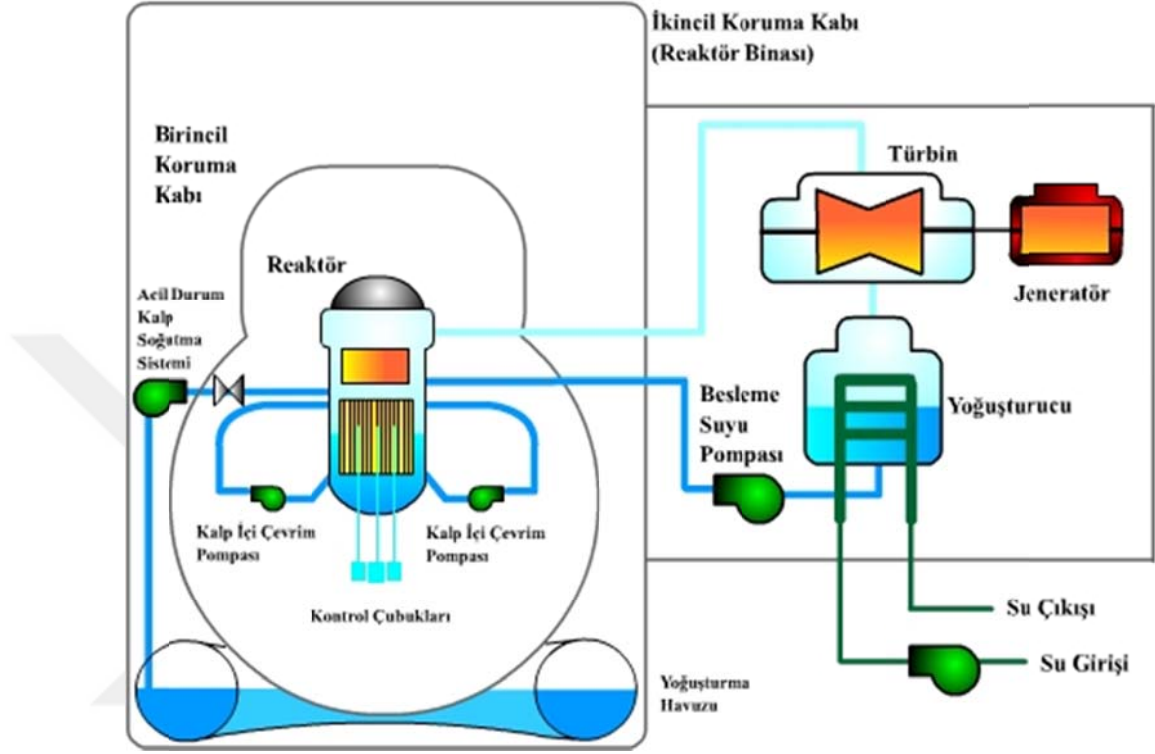 İkincil Koruma Kabı
(Reaktör Binası)
Birincil
Koruma
Kabı
Türbin
Reaktör
Jeneratör
Acil Durum
Kalp
Soğutma
Sistemi
Besleme
Suyu
Pompası
Yoğuşturucu
Kalp İçi Çevrim
Pompası
Kalp İçi Çevrim
Pompası
Kontrol Çubukları
Su Çıkışı
Su Girişi
Yoğuşturma
Havuzu